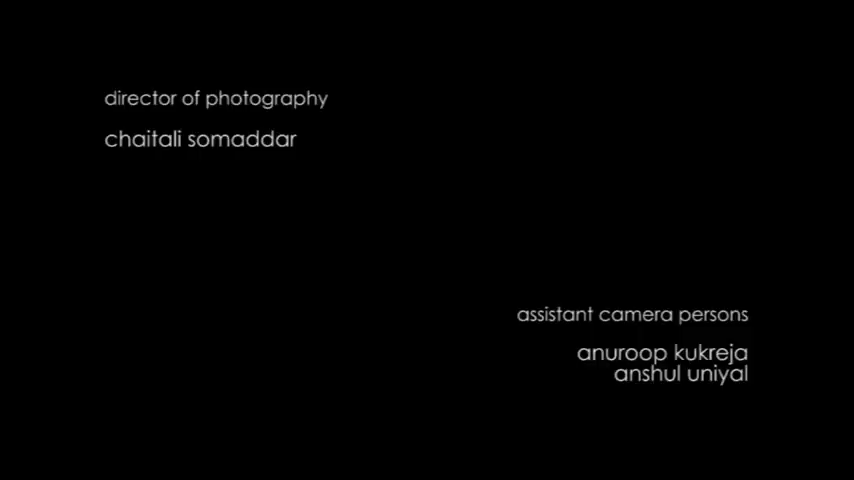 director of photography
chaitali somaddar
assistant camera persons
anuroop kukreja
anshul uniyal